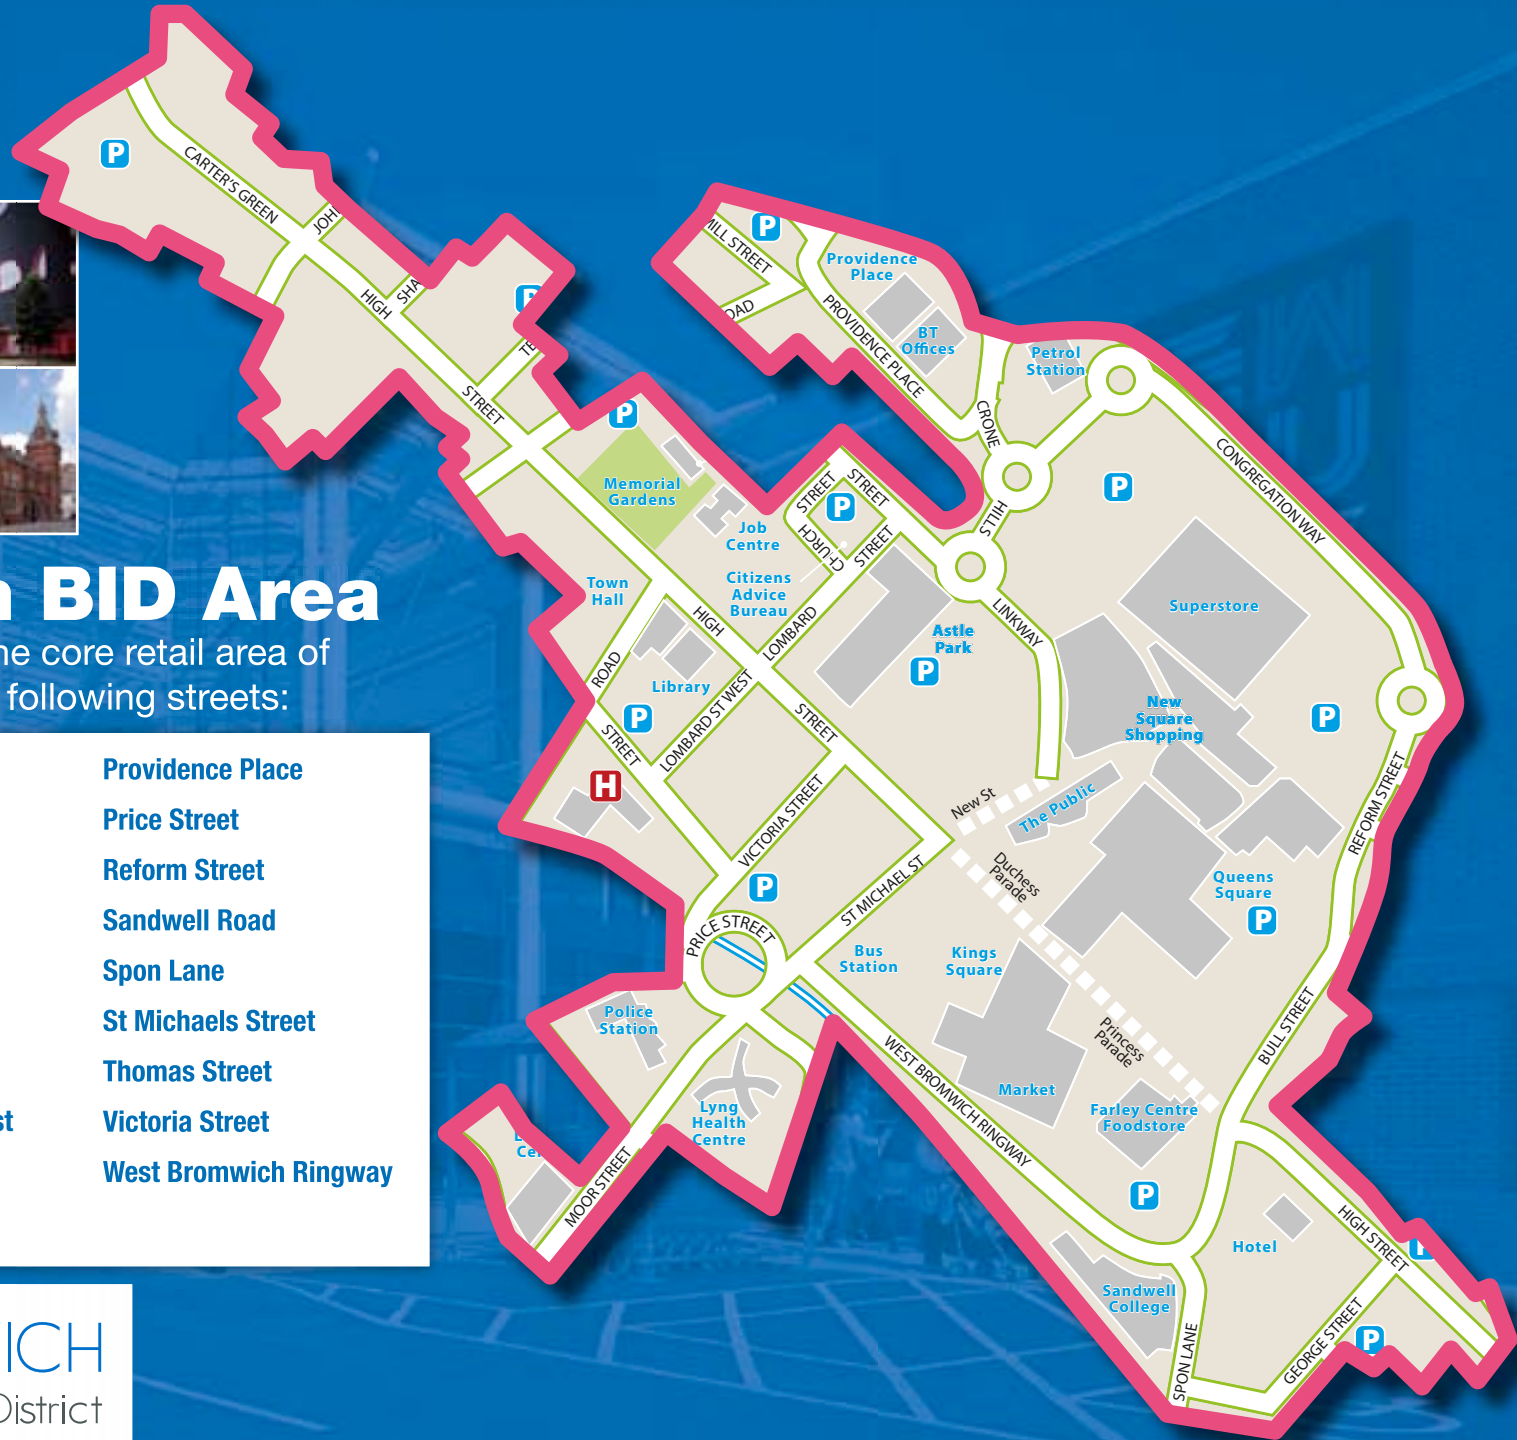 P
CARTER'S GREEN
HIGH
STREET
P
MILL STREET
P
Providence
Place
PROVIDENCE PLACE
BT
Offices
Petrol
Station
CRONE
HILLS
CONGREGATION WAY
P
P
Memorial
Gardens
Job
Centre
STREET
STREET
P
CHURCH
STREET
Citizens
Advice
Bureau
LOMBARD
Town
Hall
HIGH
LINKWAY
Astle
Park
P
Superstore
BID Area
core retail area of
following streets:
ROAD
Library
P
STREET
LOMBARD ST WEST
STREET
New
Square
Shopping
P
H
VICTORIA STREET
New St
The Public
REFORM STREET
Duchess
Parade
Queens
Square
P
P
ST MICHAEL ST
PRICE STREET
Bus
Station
Kings
Square
Police
Station
Princess
Parade
BULL STREET
WEST BROMWICH RINGWAY
Market
Farley Centre
Foodstore
Lyng
Health
Centre
MOOR STREET
P
Hotel
HIGH STREET
Sandwell
College
SPON LANE
GEORGE STREET
P
Providence Place
Price Street
Reform Street
Sandwell Road
Spon Lane
St Michaels Street
Thomas Street
Victoria Street
West Bromwich Ringway
District